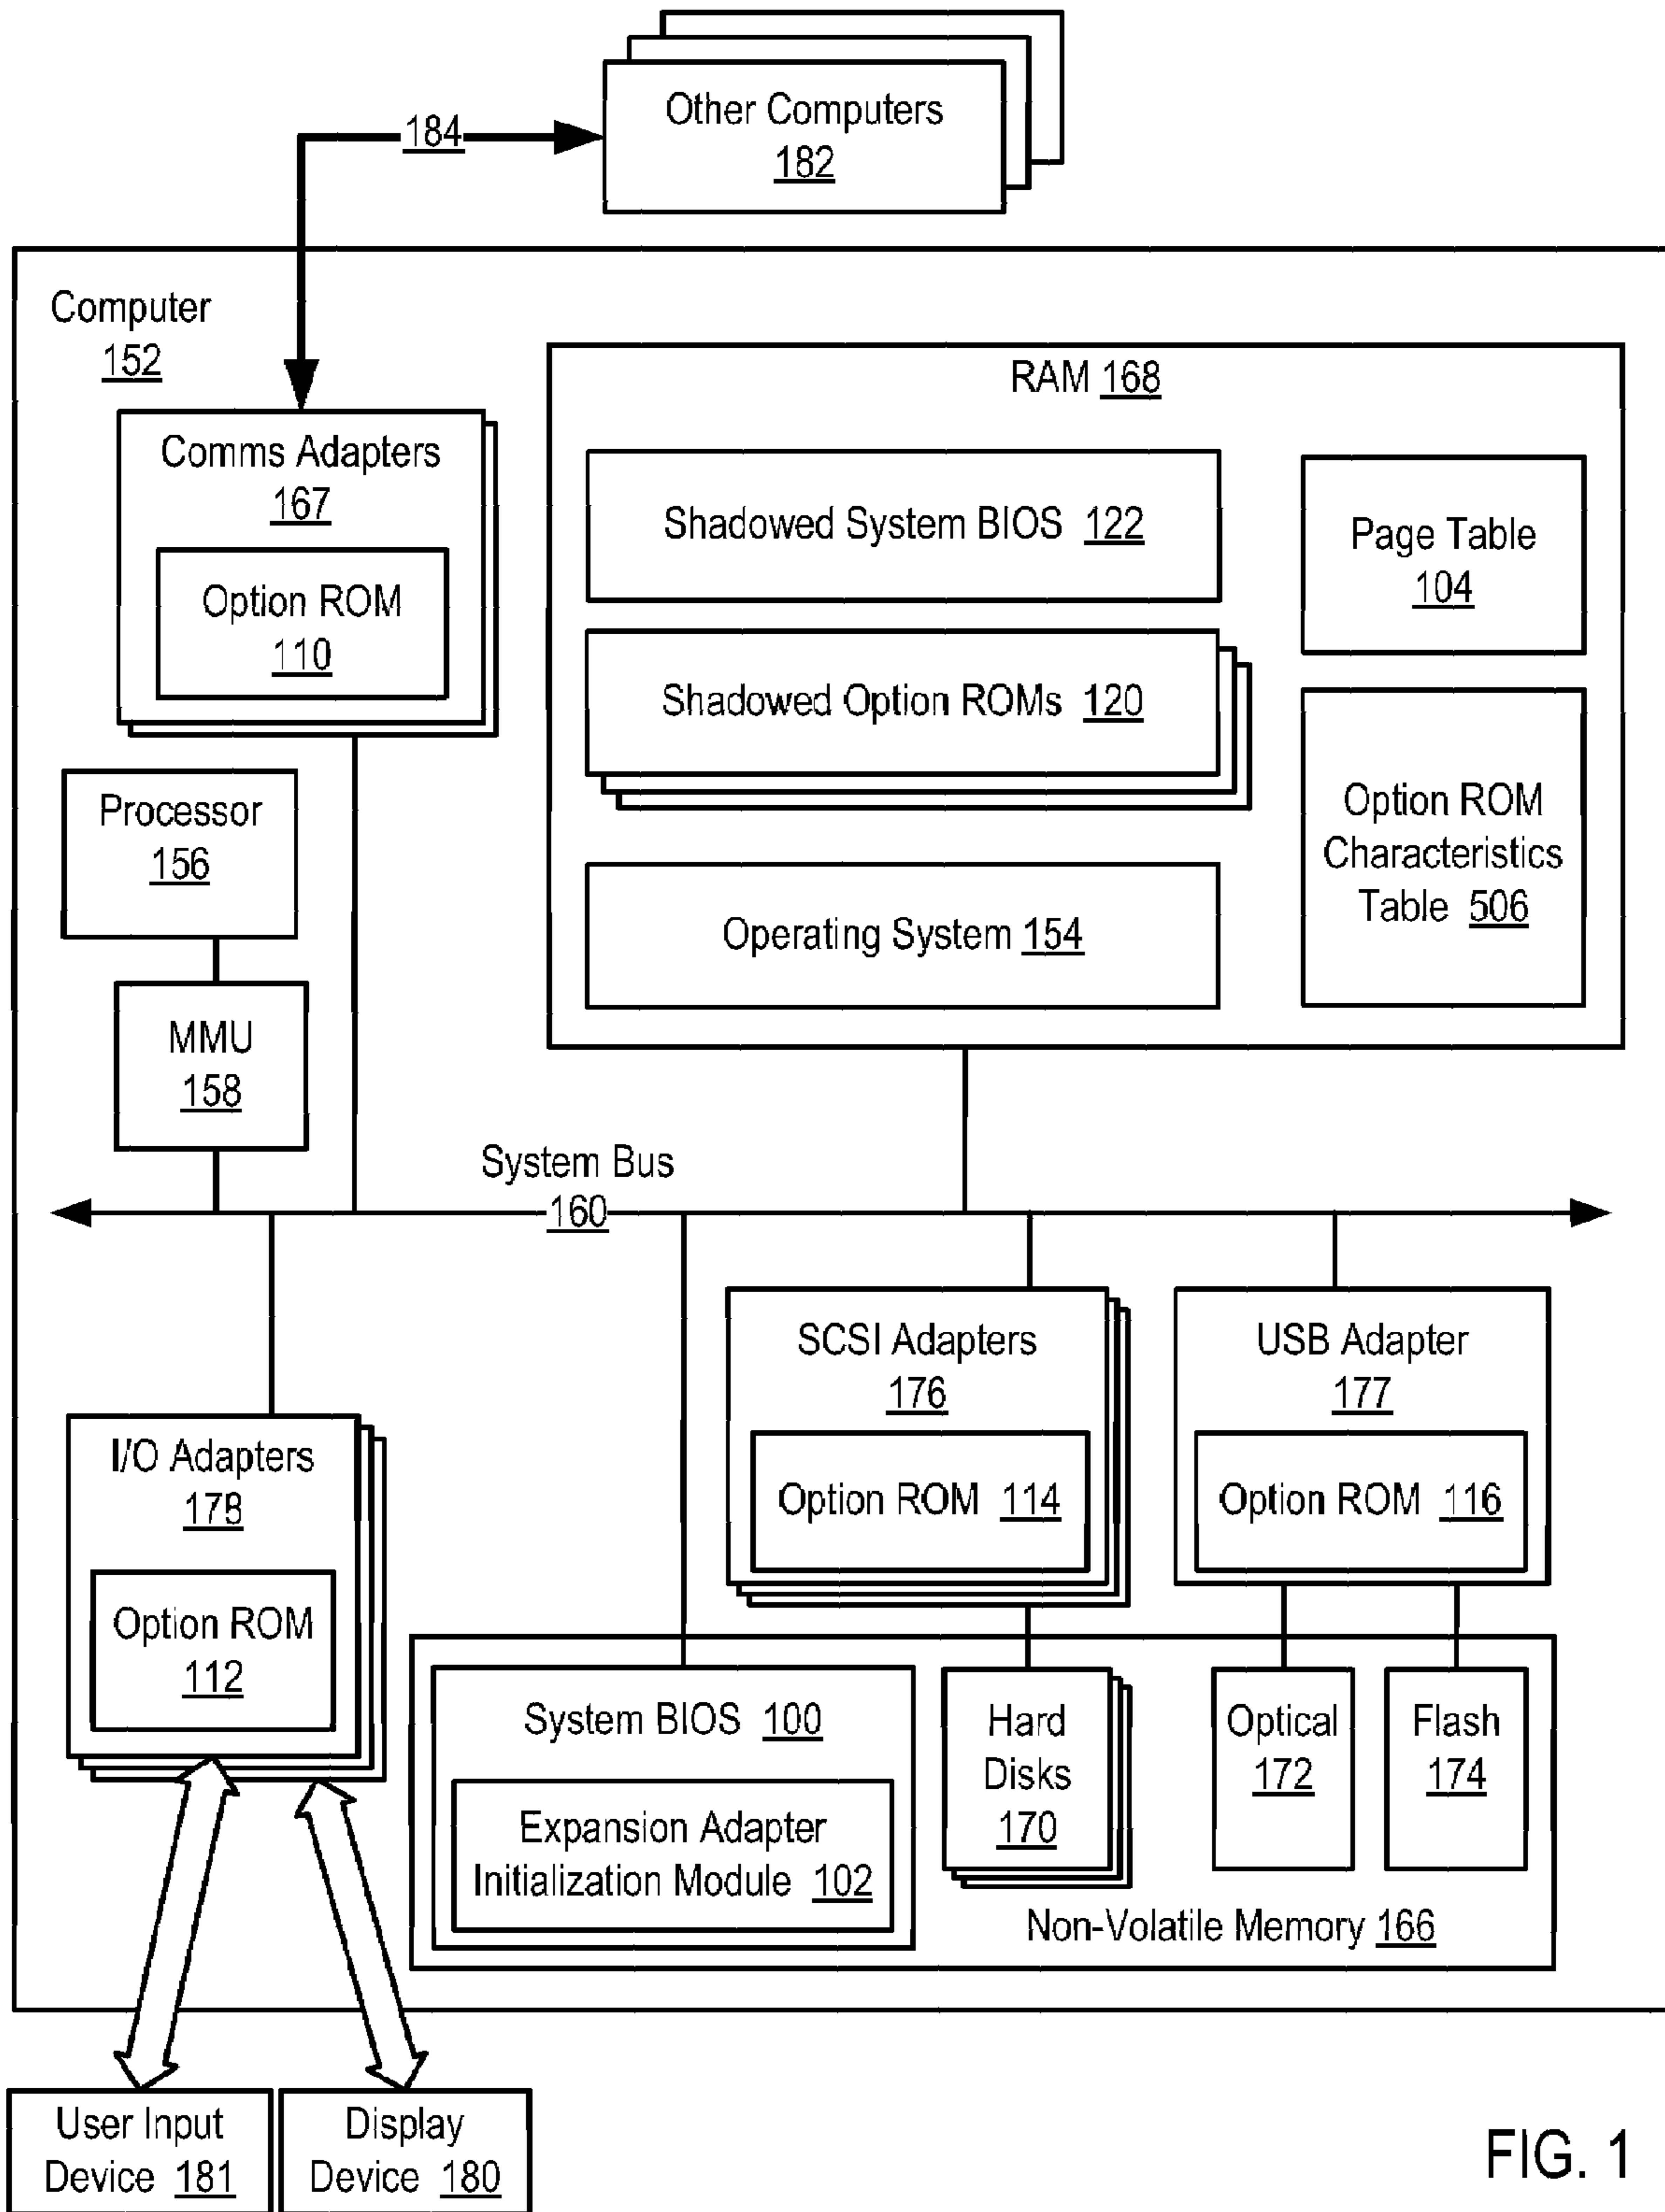 Other Computers
182
184
Computer
152
Comms Adapters
167
Option ROM
110
RAM 168
Shadowed System BIOS 122
Page Table
104
Shadowed Option ROMs 120
Option ROM
Characteristics
Table 506
Operating System 154
Processor
156
MMU
158
System Bus
160
SCSI Adapters
176
Option ROM 114
USB Adapter
177
Option ROM 116
I/O Adapters
178
Option ROM
112
System BIOS 100
Expansion Adapter
Initialization Module 102
Hard
Disks
170
Optical
172
Flash
174
Non-Volatile Memory 166
User Input
Device 181
Display
Device 180
FIG. 1